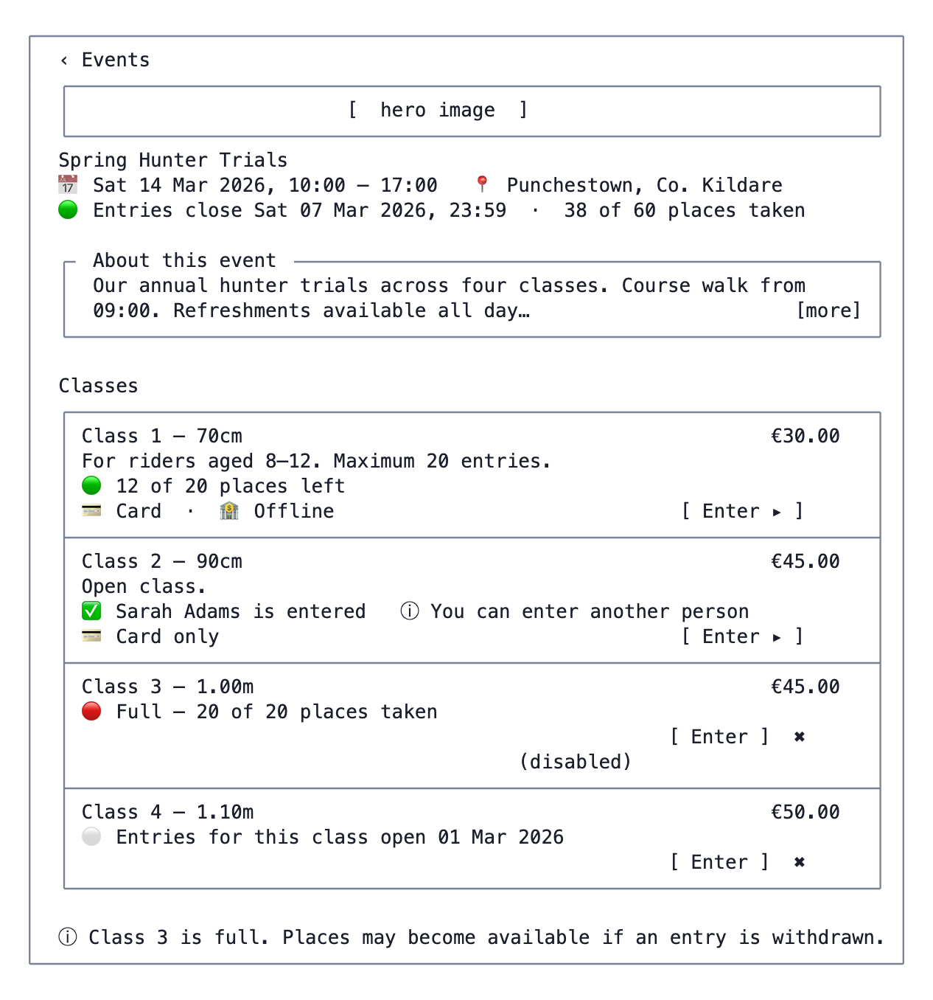 ‹ Events
[ hero image ]
Spring Hunter Trials
📅 Sat 14 Mar 2026, 10:00 – 17:00 📍 Punchestown, Co. Kildare
🟢 Entries close Sat 07 Mar 2026, 23:59 · 38 of 60 places taken
About this event
Our annual hunter trials across four classes. Course walk from
09:00. Refreshments available all day… [more]
Classes
Class 1 – 70cm €30.00
For riders aged 8–12. Maximum 20 entries.
🟢 12 of 20 places left
💳 Card · 🏦 Offline [ Enter ▸ ]
Class 2 – 90cm €45.00
Open class.
✅ Sarah Adams is entered ⓘ You can enter another person
💳 Card only [ Enter ▸ ]
Class 3 – 1.00m €45.00
🔴 Full – 20 of 20 places taken
[ Enter ] ✖
(disabled)
Class 4 – 1.10m €50.00
⚪ Entries for this class open 01 Mar 2026
[ Enter ] ✖
ⓘ Class 3 is full. Places may become available if an entry is withdrawn.